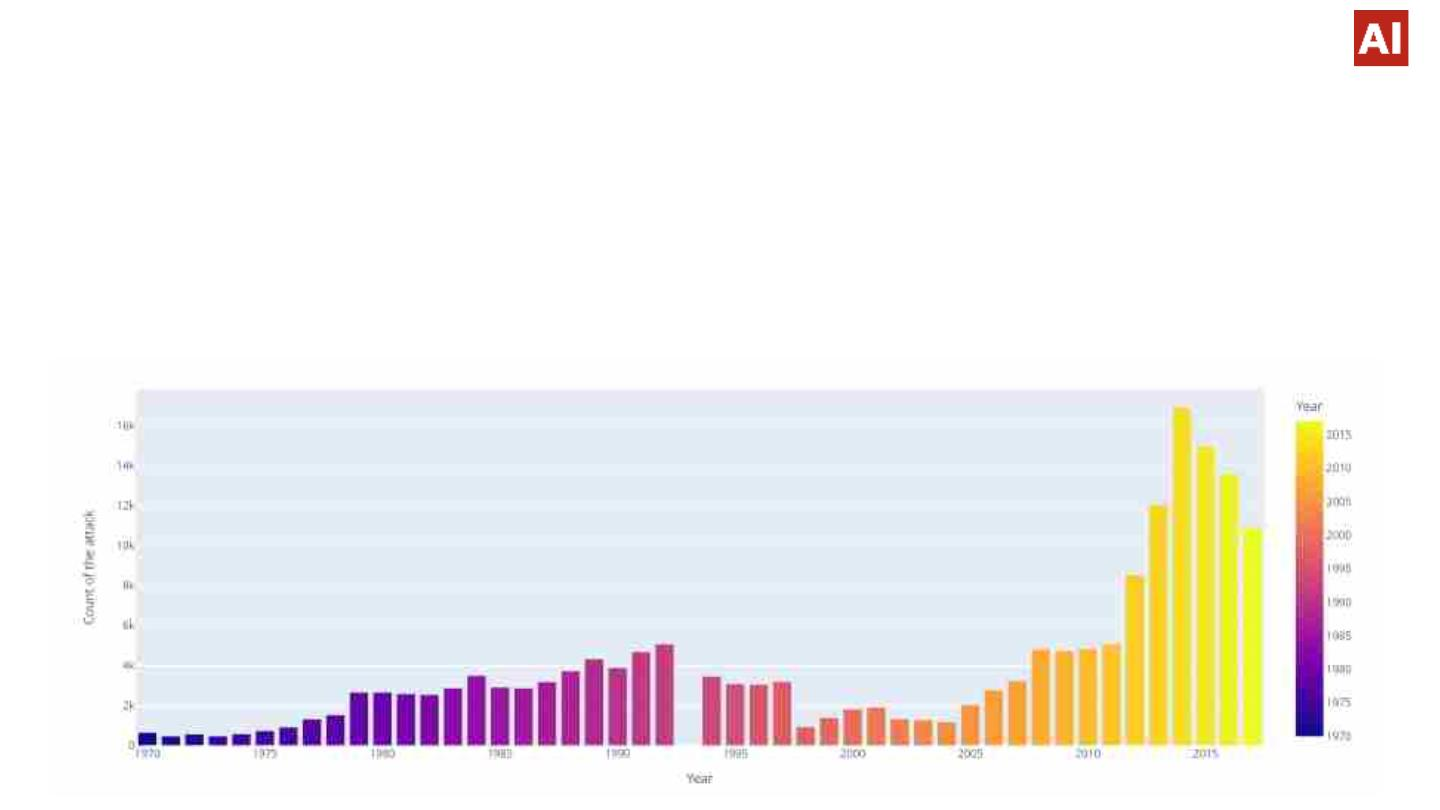 AI
Year
16k
2015
14k
2010
12k
2005
10k
2000
8k
1995
6k
1990
4k
1985
2k
1980
1975
0
1970
1970 1975 1980 1985 1990 1995 2000 2005 2010 2015
Count of the attack
Year